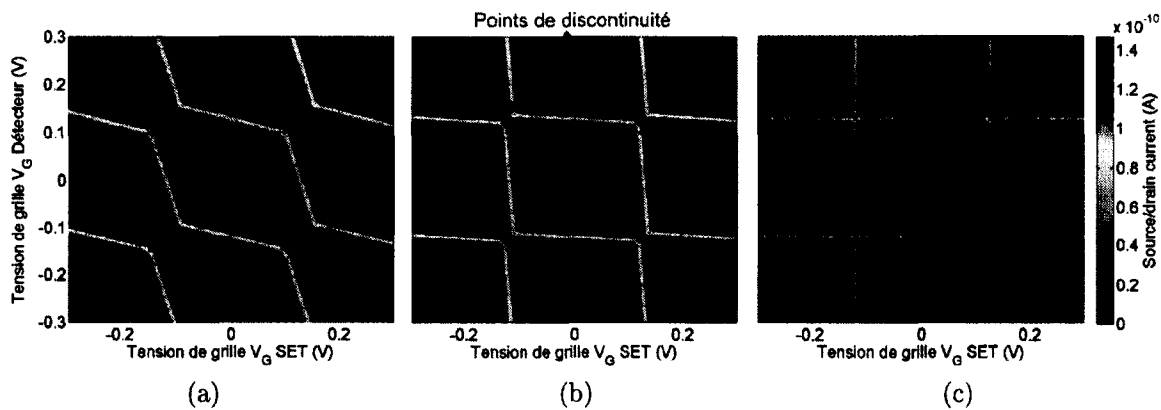 Points de discontinuité
x 10⁻¹⁰
Tension de grille V_G Détecteur (V)
0.3
0.2
0.1
0
-0.1
-0.2
-0.3
-0.2 0 0.2
-0.2 0 0.2
-0.2 0 0.2
Tension de grille V_G SET (V)
Tension de grille V_G SET (V)
Tension de grille V_G SET (V)
1.4
1.2
1
0.8
0.6
0.4
0.2
0
Source/drain current (A)
(a)
(b)
(c)